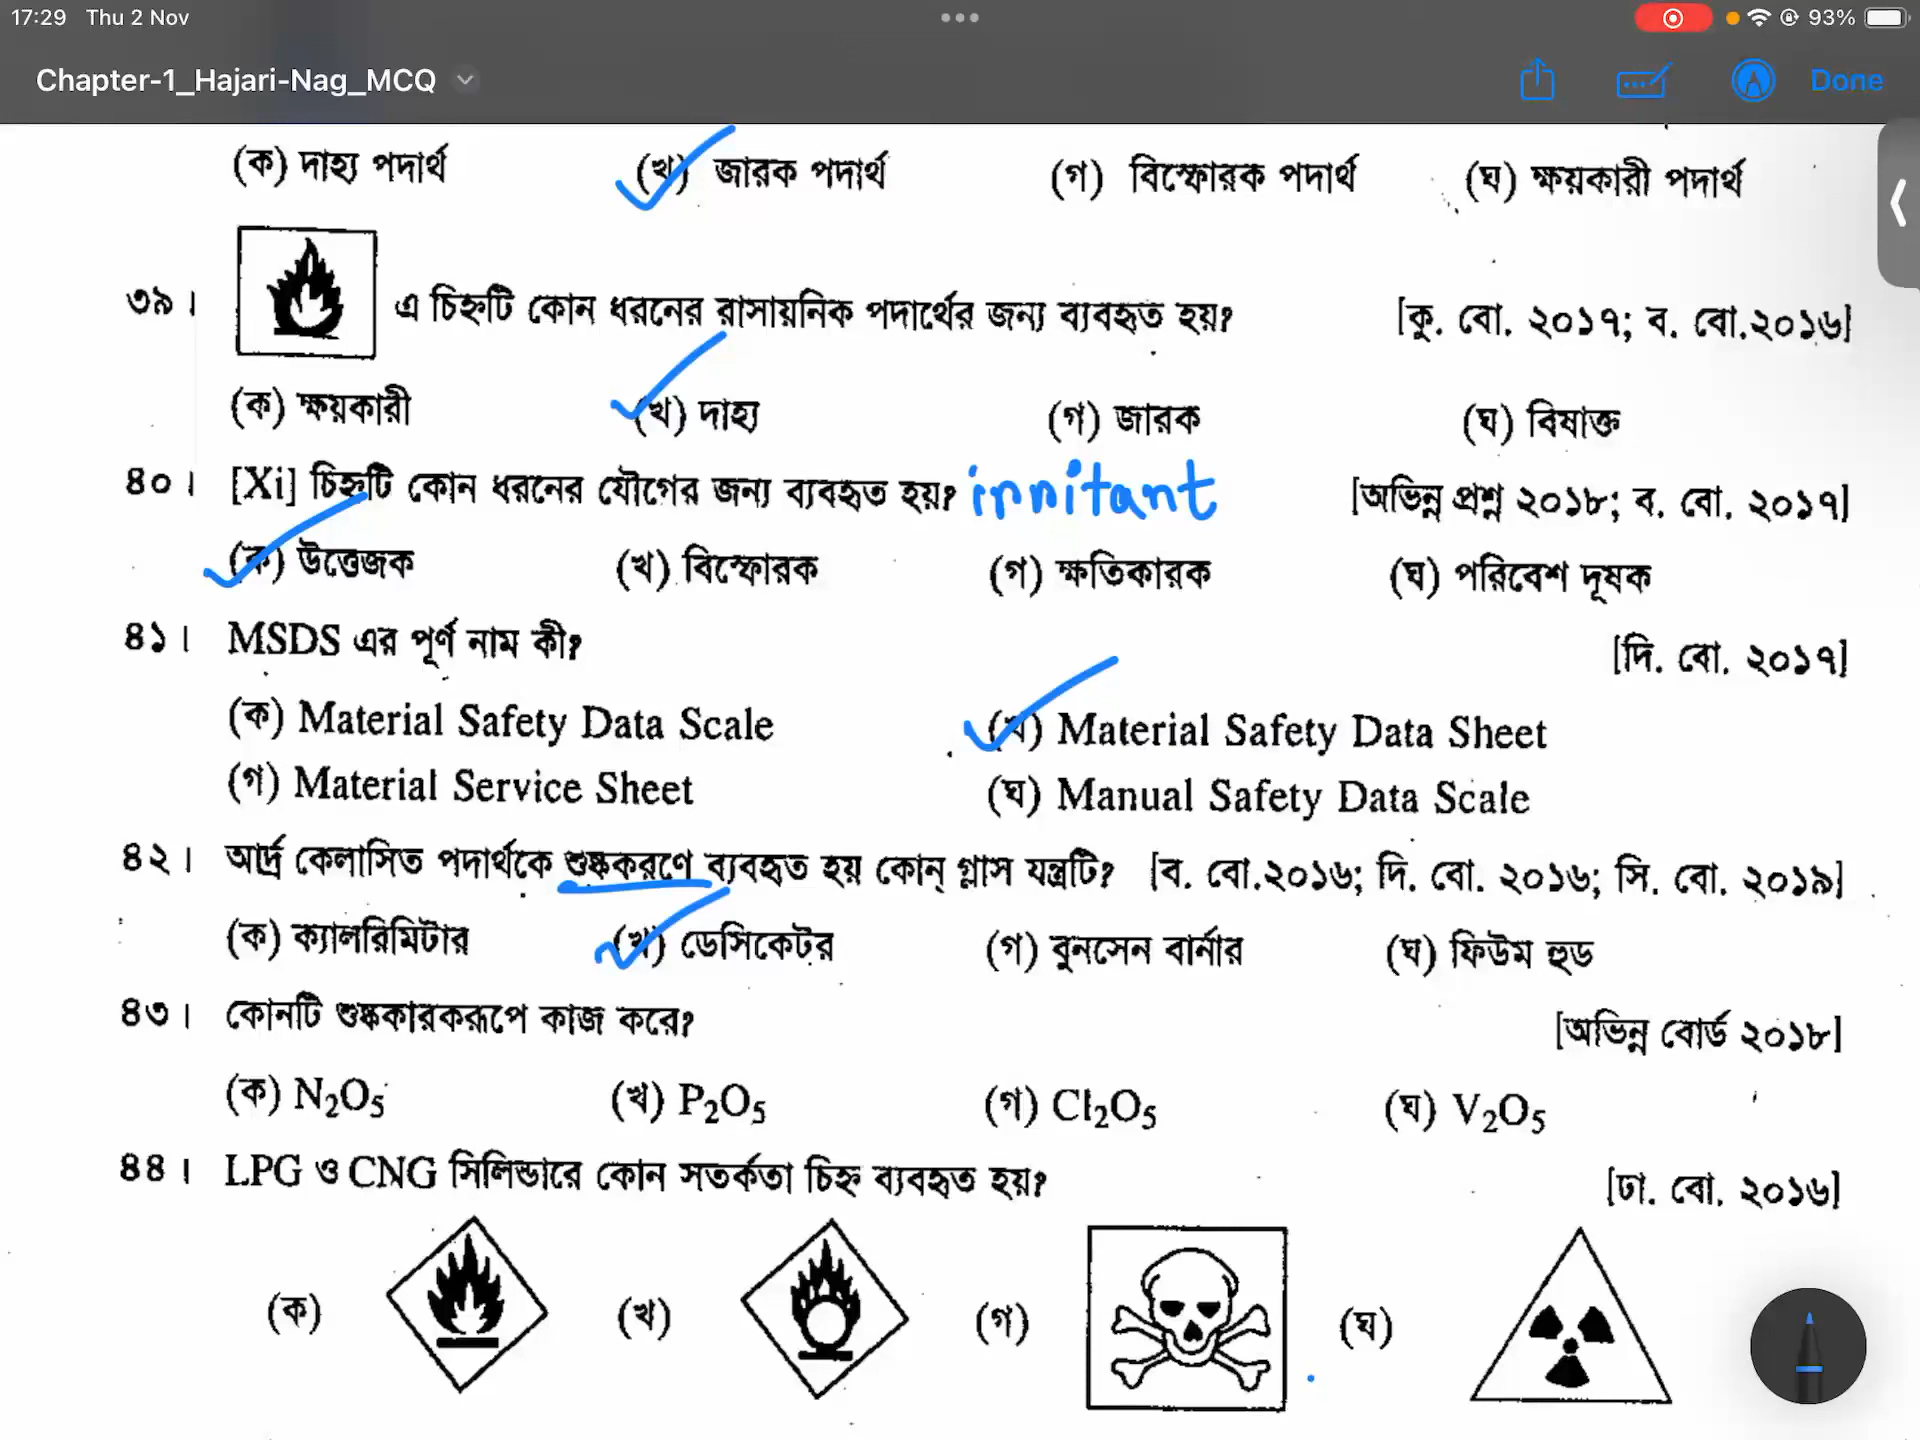 17:29 Thu 2 Nov 93%
Chapter-1_Hajari-Nag_MCQ Done
(ক) দাহ্য পদার্থ (খ) জারক পদার্থ (গ) বিস্ফোরক পদার্থ (ঘ) ক্ষয়কারী পদার্থ
৩৯। এ চিহ্নটি কোন ধরনের রাসায়নিক পদার্থের জন্য ব্যবহৃত হয়? [কু. বো. ২০১৭; ব. বো.২০১৬]
(ক) ক্ষয়কারী (খ) দাহ্য (গ) জারক (ঘ) বিষাক্ত
৪০। [Xi] চিহ্নটি কোন ধরনের যৌগের জন্য ব্যবহৃত হয়? irritant [অভিন্ন প্রশ্ন ২০১৮; ব. বো. ২০১৭]
(ক) উত্তেজক (খ) বিস্ফোরক (গ) ক্ষতিকারক (ঘ) পরিবেশ দূষক
৪১। MSDS এর পূর্ণ নাম কী? [দি. বো. ২০১৭]
(ক) Material Safety Data Scale (খ) Material Safety Data Sheet
(গ) Material Service Sheet (ঘ) Manual Safety Data Scale
৪২। আর্দ্র কেলাসিত পদার্থকে শুষ্ককরণে ব্যবহৃত হয় কোন্ গ্লাস যন্ত্রটি? [ব. বো.২০১৬; দি. বো. ২০১৬; সি. বো. ২০১৯]
(ক) ক্যালরিমিটার (খ) ডেসিকেটর (গ) বুনসেন বার্নার (ঘ) ফিউম হুড
৪৩। কোনটি শুষ্ককারকরূপে কাজ করে? [অভিন্ন বোর্ড ২০১৮]
(ক) N₂O₅ (খ) P₂O₅ (গ) Cl₂O₅ (ঘ) V₂O₅
৪৪। LPG ও CNG সিলিন্ডারে কোন সতর্কতা চিহ্ন ব্যবহৃত হয়? [ঢা. বো. ২০১৬]
(ক) (খ) (গ) (ঘ)